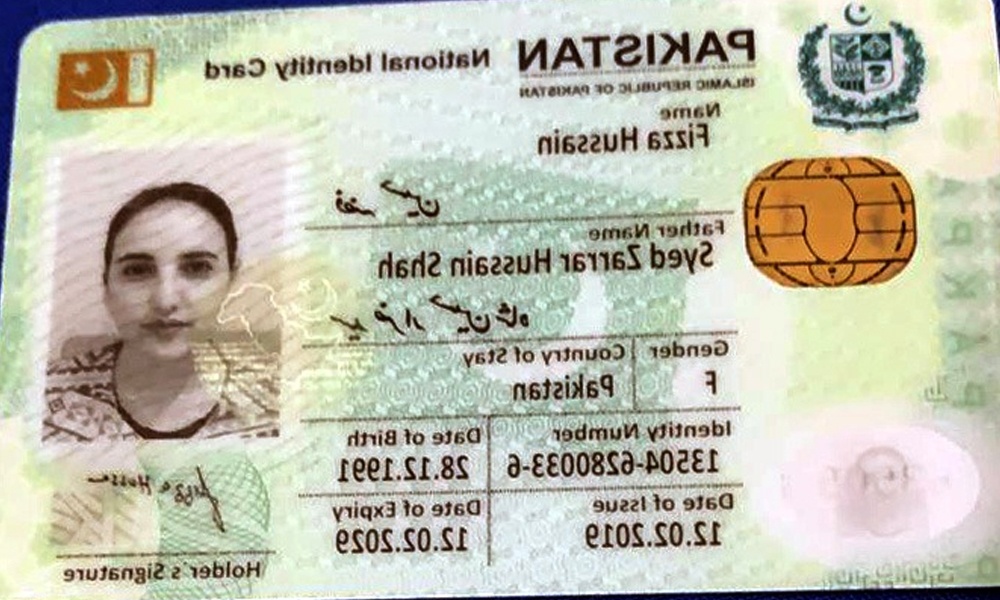 PAKISTAN National Identity Card
ISLAMIC REPUBLIC OF PAKISTAN
Name
Fizza Hussain
فضہ حسین
Father Name
Syed Zarrar Hussain Shah
سید ضرار حسین شاہ
Gender Country of Stay
F Pakistan
Identity Number Date of Birth
13504-6280033-6 28.12.1991
Date of Issue Date of Expiry
12.02.2019 12.02.2029
Holder's Signature